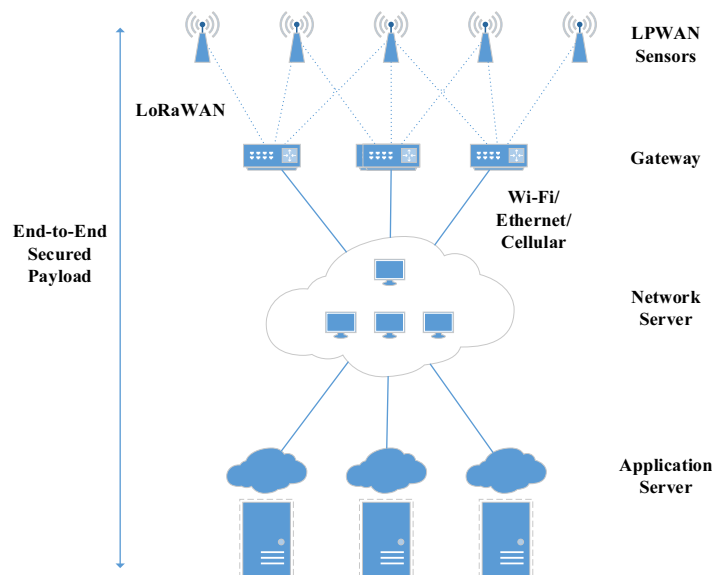 LPWAN
Sensors
LoRaWAN
Gateway
Wi-Fi/
Ethernet/
Cellular
End-to-End
Secured
Payload
Network
Server
Application
Server